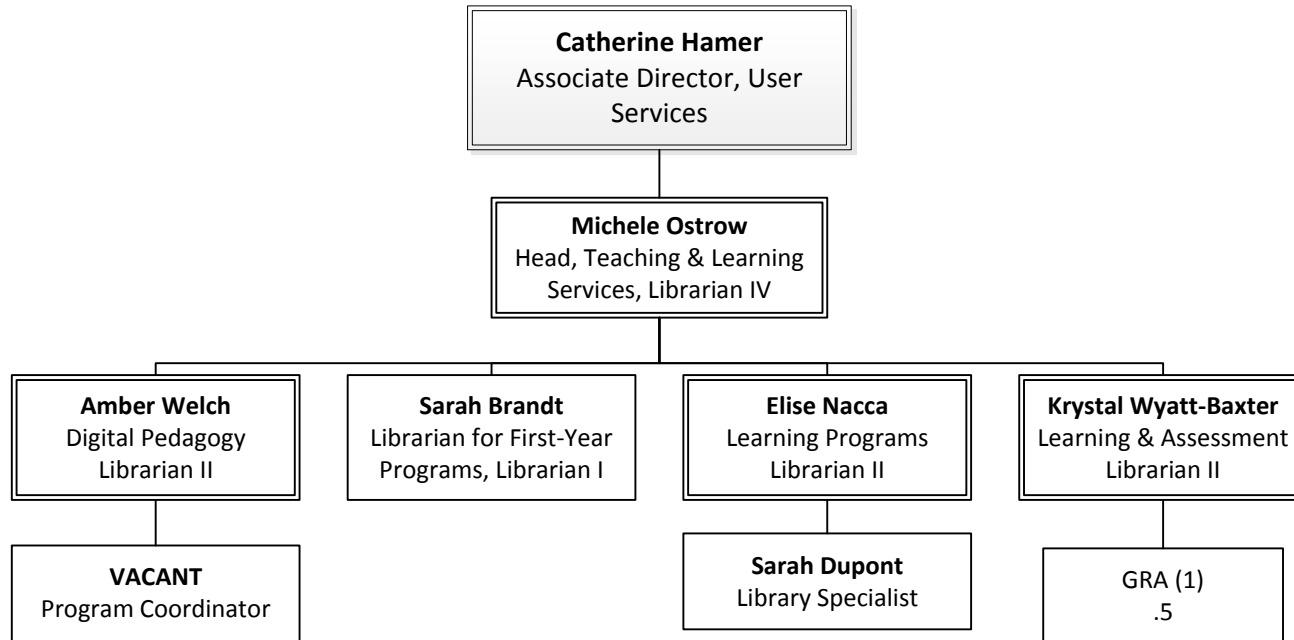 Catherine Hamer
Associate Director, User
Services
Michele Ostrow
Head, Teaching & Learning
Services, Librarian IV
Amber Welch
Digital Pedagogy
Librarian II
Sarah Brandt
Librarian for First-Year
Programs, Librarian I
Elise Nacca
Learning Programs
Librarian II
Krystal Wyatt-Baxter
Learning & Assessment
Librarian II
VACANT
Program Coordinator
Sarah Dupont
Library Specialist
GRA (1)
.5